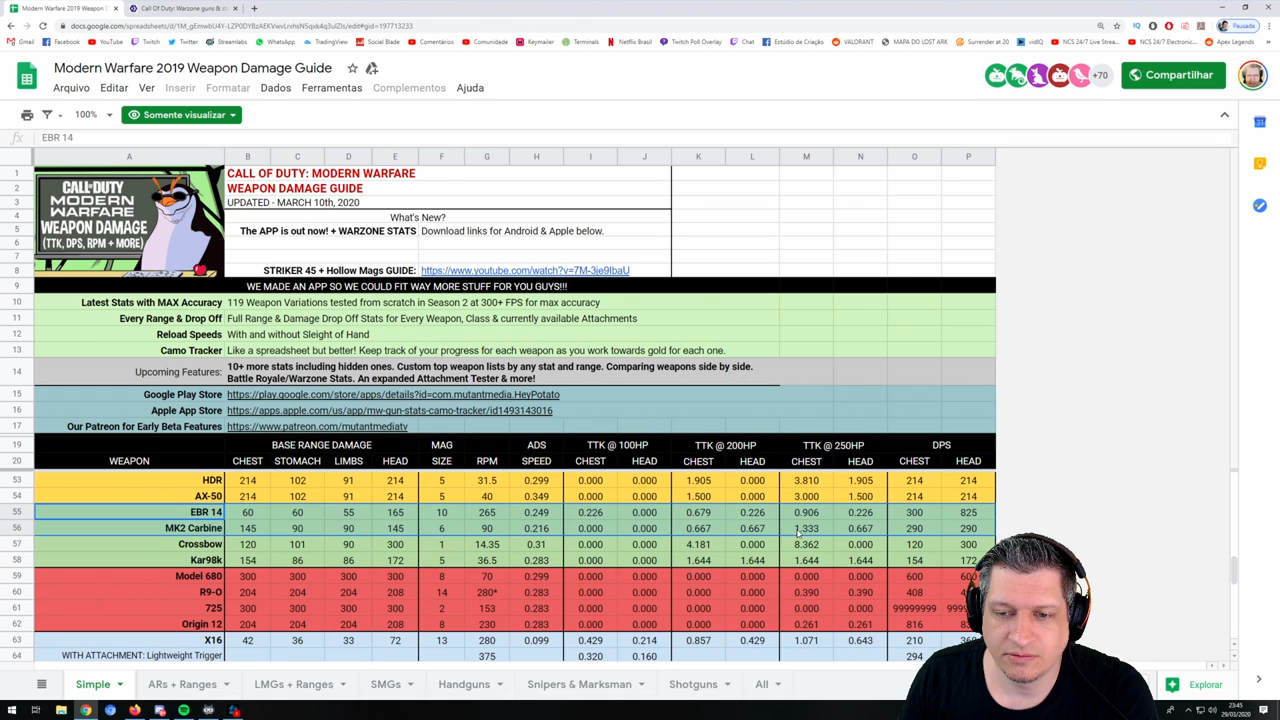 Modern Warfare 2019 Weapon D
Call Of Duty: Warzone guns & s
docs.google.com/spreadsheets/d/
Gmail Facebook YouTube Twitch Twitter Streamlabs WhatsApp TradingView Social Blade Comentários Comunidade Keymailer Terminals Netflix Brasil Twitch Poll Overlay Chat Estúdio de Criação VALORANT MAPA DO LOST ARK Surrender at 20 vidIQ NCS 24/7 Live Strea... NCS 24/7 Electronic... Apex Legends
Pausada
Modern Warfare 2019 Weapon Damage Guide
+70
Compartilhar
Arquivo Editar Ver Inserir Formatar Dados Ferramentas Complementos Ajuda
100% Somente visualizar
fx EBR 14
A B C D E F G H I J K L M N O P
CALL OF DUTY: MODERN WARFARE WEAPON DAMAGE (TTK, DPS, RPM + MORE)
1 CALL OF DUTY: MODERN WARFARE
2 WEAPON DAMAGE GUIDE
3 UPDATED - MARCH 10th, 2020
4 What's New?
5 The APP is out now! + WARZONE STATS Download links for Android & Apple below.
6
7
8 STRIKER 45 + Hollow Mags GUIDE: https://www.youtube.com/watch?v=7M-3je9IbaU
9 WE MADE AN APP SO WE COULD FIT WAY MORE STUFF FOR YOU GUYS!!!
10 Latest Stats with MAX Accuracy 119 Weapon Variations tested from scratch in Season 2 at 300+ FPS for max accuracy
11 Every Range & Drop Off Full Range & Damage Drop Off Stats for Every Weapon, Class & currently available Attachments
12 Reload Speeds With and without Sleight of Hand
13 Camo Tracker Like a spreadsheet but better! Keep track of your progress for each weapon as you work towards gold for each one.
14 Upcoming Features: 10+ more stats including hidden ones. Custom top weapon lists by any stat and range. Comparing weapons side by side.
Battle Royale/Warzone Stats. An expanded Attachment Tester & more!
15 Google Play Store https://play.google.com/store/apps/details?id=com.mutantmedia.HeyPotato
16 Apple App Store https://apps.apple.com/us/app/mw-gun-stats-camo-tracker/id1493143016
17 Our Patreon for Early Beta Features https://www.patreon.com/mutantmediatv
19 BASE RANGE DAMAGE MAG ADS TTK @ 100HP TTK @ 200HP TTK @ 250HP DPS
20 WEAPON CHEST STOMACH LIMBS HEAD SIZE RPM SPEED CHEST HEAD CHEST HEAD CHEST HEAD CHEST HEAD
53 HDR 214 102 91 214 5 31.5 0.299 0.000 0.000 1.905 0.000 3.810 1.905 214 214
54 AX-50 214 102 91 214 5 40 0.349 0.000 0.000 1.500 0.000 3.000 1.500 214 214
55 EBR 14 60 60 55 165 10 265 0.249 0.226 0.000 0.679 0.226 0.906 0.226 300 825
56 MK2 Carbine 145 90 90 145 6 90 0.216 0.000 0.000 0.667 0.667 1.333 0.667 290 290
57 Crossbow 120 101 90 300 1 14.35 0.31 0.000 0.000 4.181 0.000 8.362 0.000 120 300
58 Kar98k 154 86 86 172 5 36.5 0.283 0.000 0.000 1.644 1.644 1.644 1.644 154 172
59 Model 680 300 300 300 300 8 70 0.299 0.000 0.000 0.000 0.000 0.000 0.000 600 600
60 R9-O 204 204 204 208 14 280* 0.283 0.000 0.000 0.000 0.000 0.390 0.390 408
61 725 300 300 300 300 2 153 0.283 0.000 0.000 0.000 0.000 0.000 0.000 99999999
62 Origin 12 204 204 204 208 8 230 0.283 0.000 0.000 0.000 0.000 0.261 0.261 816
63 X16 42 36 33 72 12 280 0.099 0.429 0.214 0.857 0.429 1.071 0.643 210
64 WITH ATTACHMENT: Lightweight Trigger 375 0.320 0.160 294
Simple ARs + Ranges LMGs + Ranges SMGs Handguns Snipers & Marksman Shotguns All
Explorar
23:45
29/03/2020